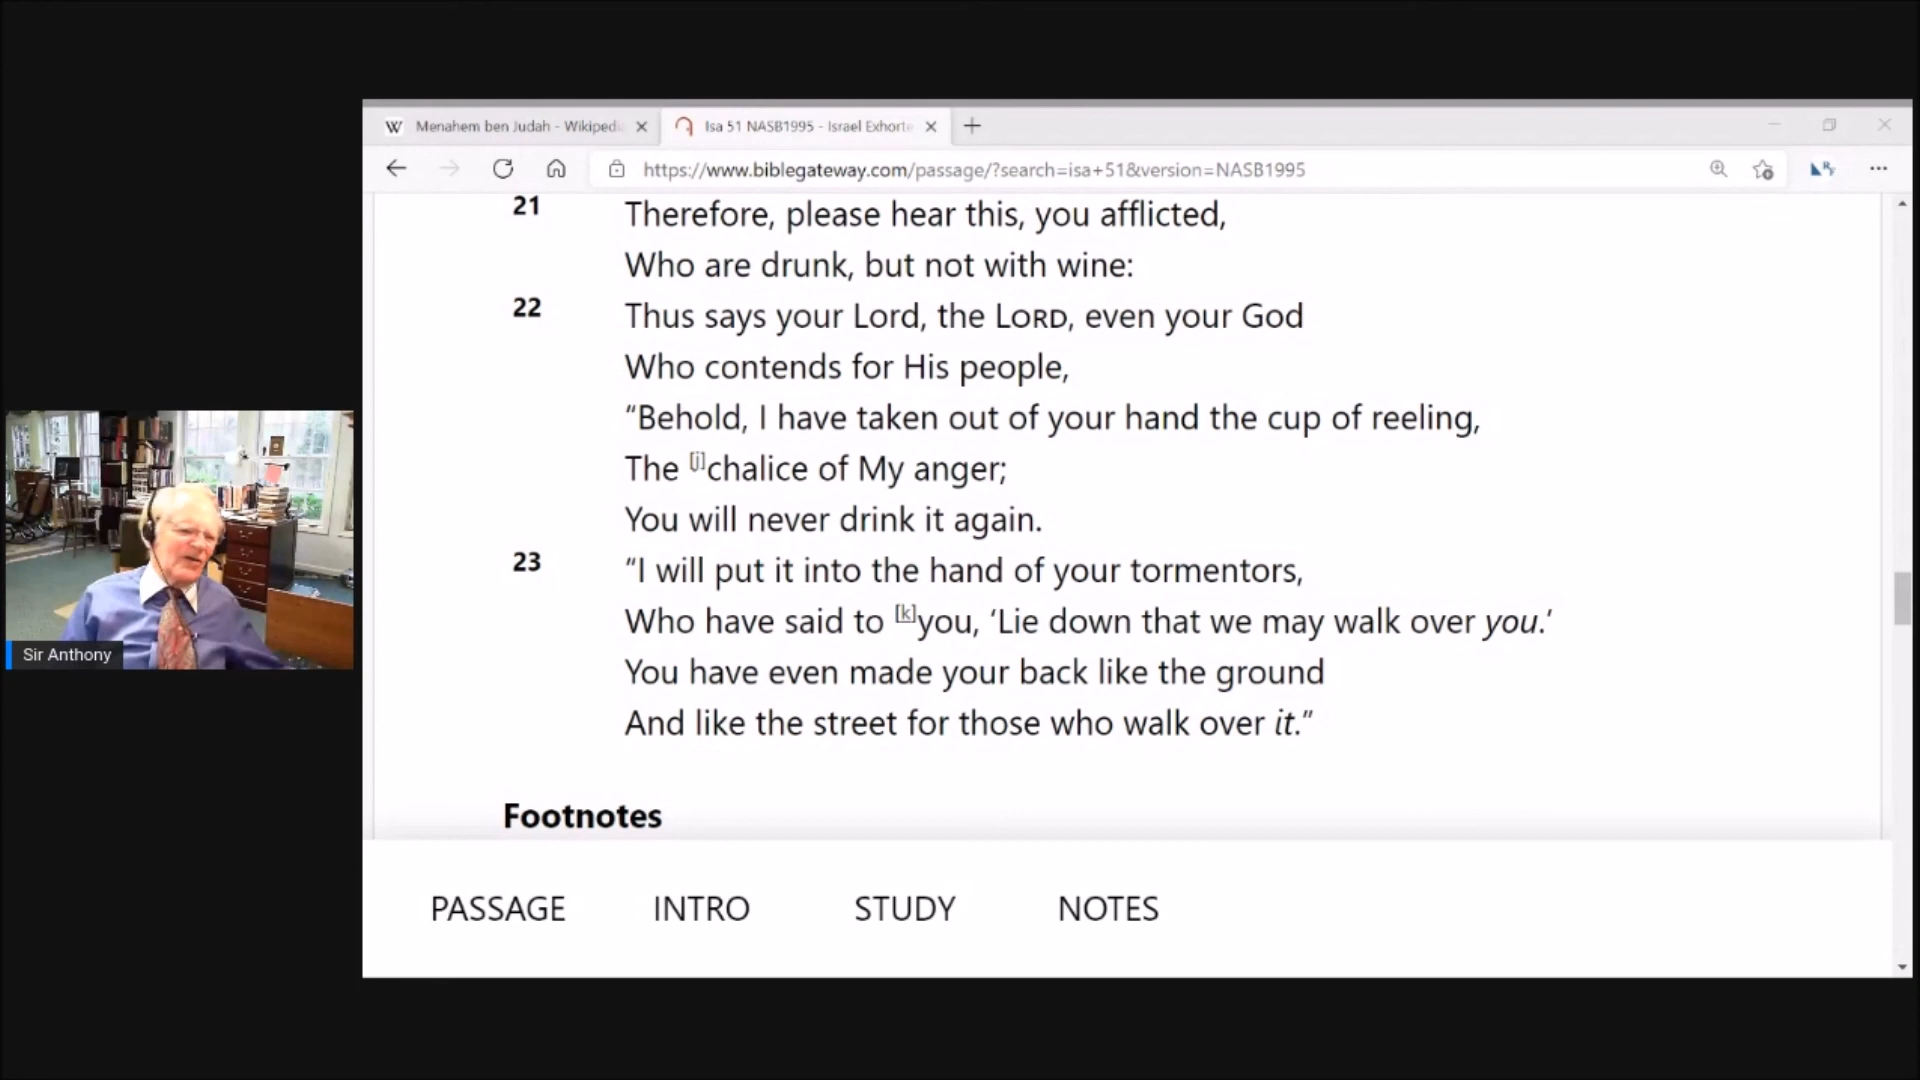 Menahem ben Judah - Wikipedi
Isa 51 NASB1995 - Israel Exhorte
https://www.biblegateway.com/passage/?search=isa+51&version=NASB1995
21 Therefore, please hear this, you afflicted,
Who are drunk, but not with wine:
22 Thus says your Lord, the LORD, even your God
Who contends for His people,
“Behold, I have taken out of your hand the cup of reeling,
The [j]chalice of My anger;
You will never drink it again.
23 “I will put it into the hand of your tormentors,
Who have said to [k]you, ‘Lie down that we may walk over you.’
You have even made your back like the ground
And like the street for those who walk over it.”
Footnotes
PASSAGE INTRO STUDY NOTES
Sir Anthony